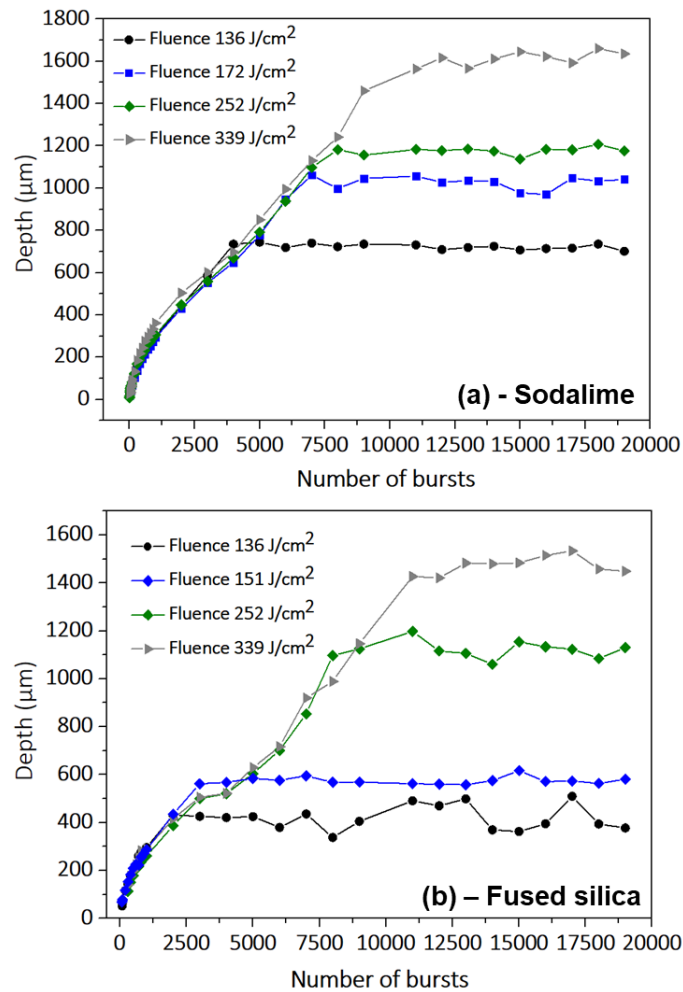 1800
1600
1400
1200
1000
800
600
400
200
0
Depth (µm)
Fluence 136 J/cm²
Fluence 172 J/cm²
Fluence 252 J/cm²
Fluence 339 J/cm²
(a) - Sodalime
0 2500 5000 7500 10000 12500 15000 17500 20000
Number of bursts
1600
1400
1200
1000
800
600
400
200
0
Depth (µm)
Fluence 136 J/cm²
Fluence 151 J/cm²
Fluence 252 J/cm²
Fluence 339 J/cm²
(b) – Fused silica
0 2500 5000 7500 10000 12500 15000 17500 20000
Number of bursts